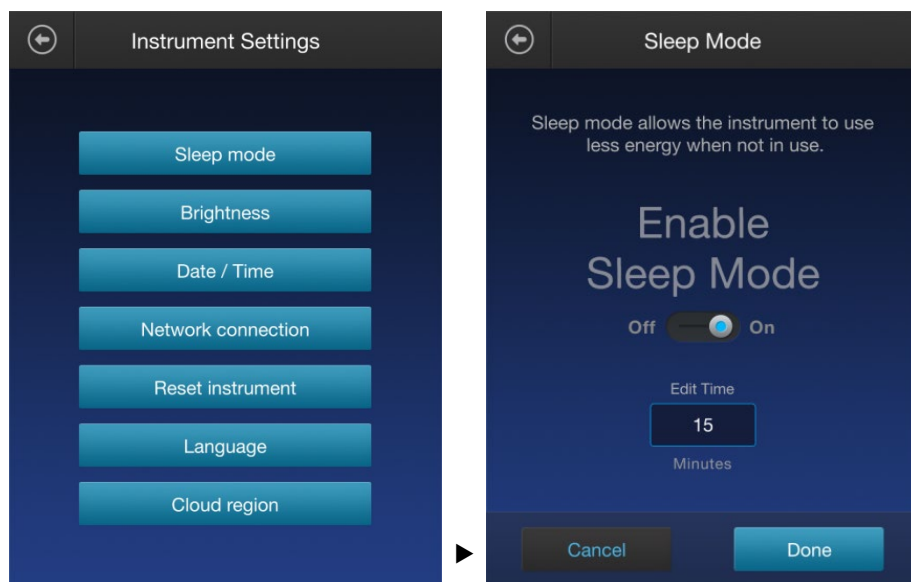 Instrument Settings
Sleep mode
Brightness
Date / Time
Network connection
Reset instrument
Language
Cloud region
Sleep Mode
Sleep mode allows the instrument to use
less energy when not in use.
Enable
Sleep Mode
Off On
Edit Time
15
Minutes
Cancel Done